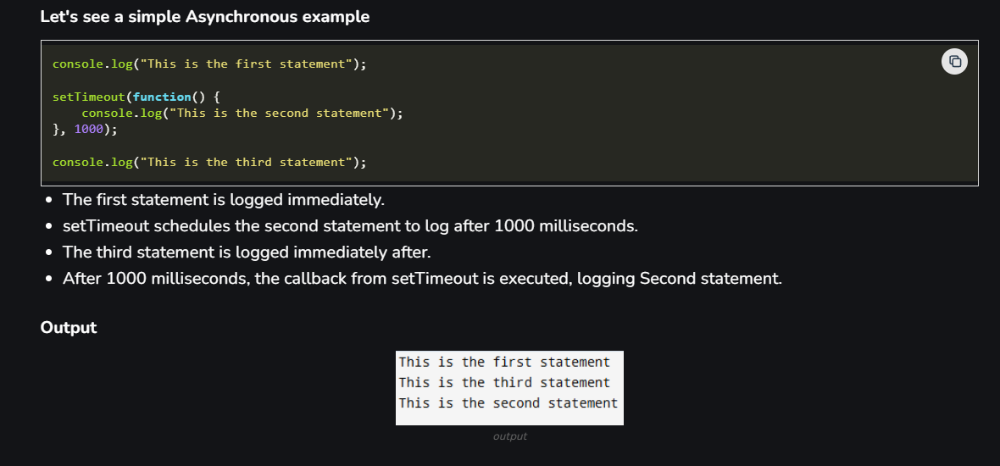 Let's see a simple Asynchronous example
console.log("This is the first statement");
setTimeout(function() {
    console.log("This is the second statement");
}, 1000);
console.log("This is the third statement");
• The first statement is logged immediately.
• setTimeout schedules the second statement to log after 1000 milliseconds.
• The third statement is logged immediately after.
• After 1000 milliseconds, the callback from setTimeout is executed, logging Second statement.
Output
This is the first statement
This is the third statement
This is the second statement
output